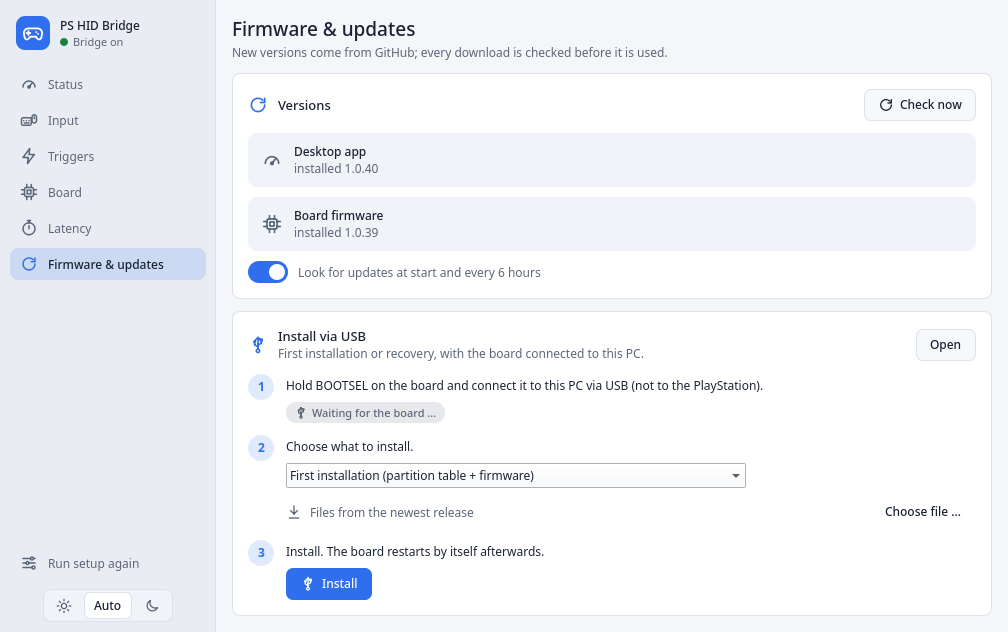 PS HID Bridge
Bridge on
Status
Input
Triggers
Board
Latency
Firmware & updates
Run setup again
Auto
Firmware & updates
New versions come from GitHub; every download is checked before it is used.
Versions
Check now
Desktop app
installed 1.0.40
Board firmware
installed 1.0.39
Look for updates at start and every 6 hours
Install via USB
First installation or recovery, with the board connected to this PC.
Open
1
Hold BOOTSEL on the board and connect it to this PC via USB (not to the PlayStation).
Waiting for the board ...
2
Choose what to install.
First installation (partition table + firmware)
Files from the newest release
Choose file ...
3
Install. The board restarts by itself afterwards.
Install